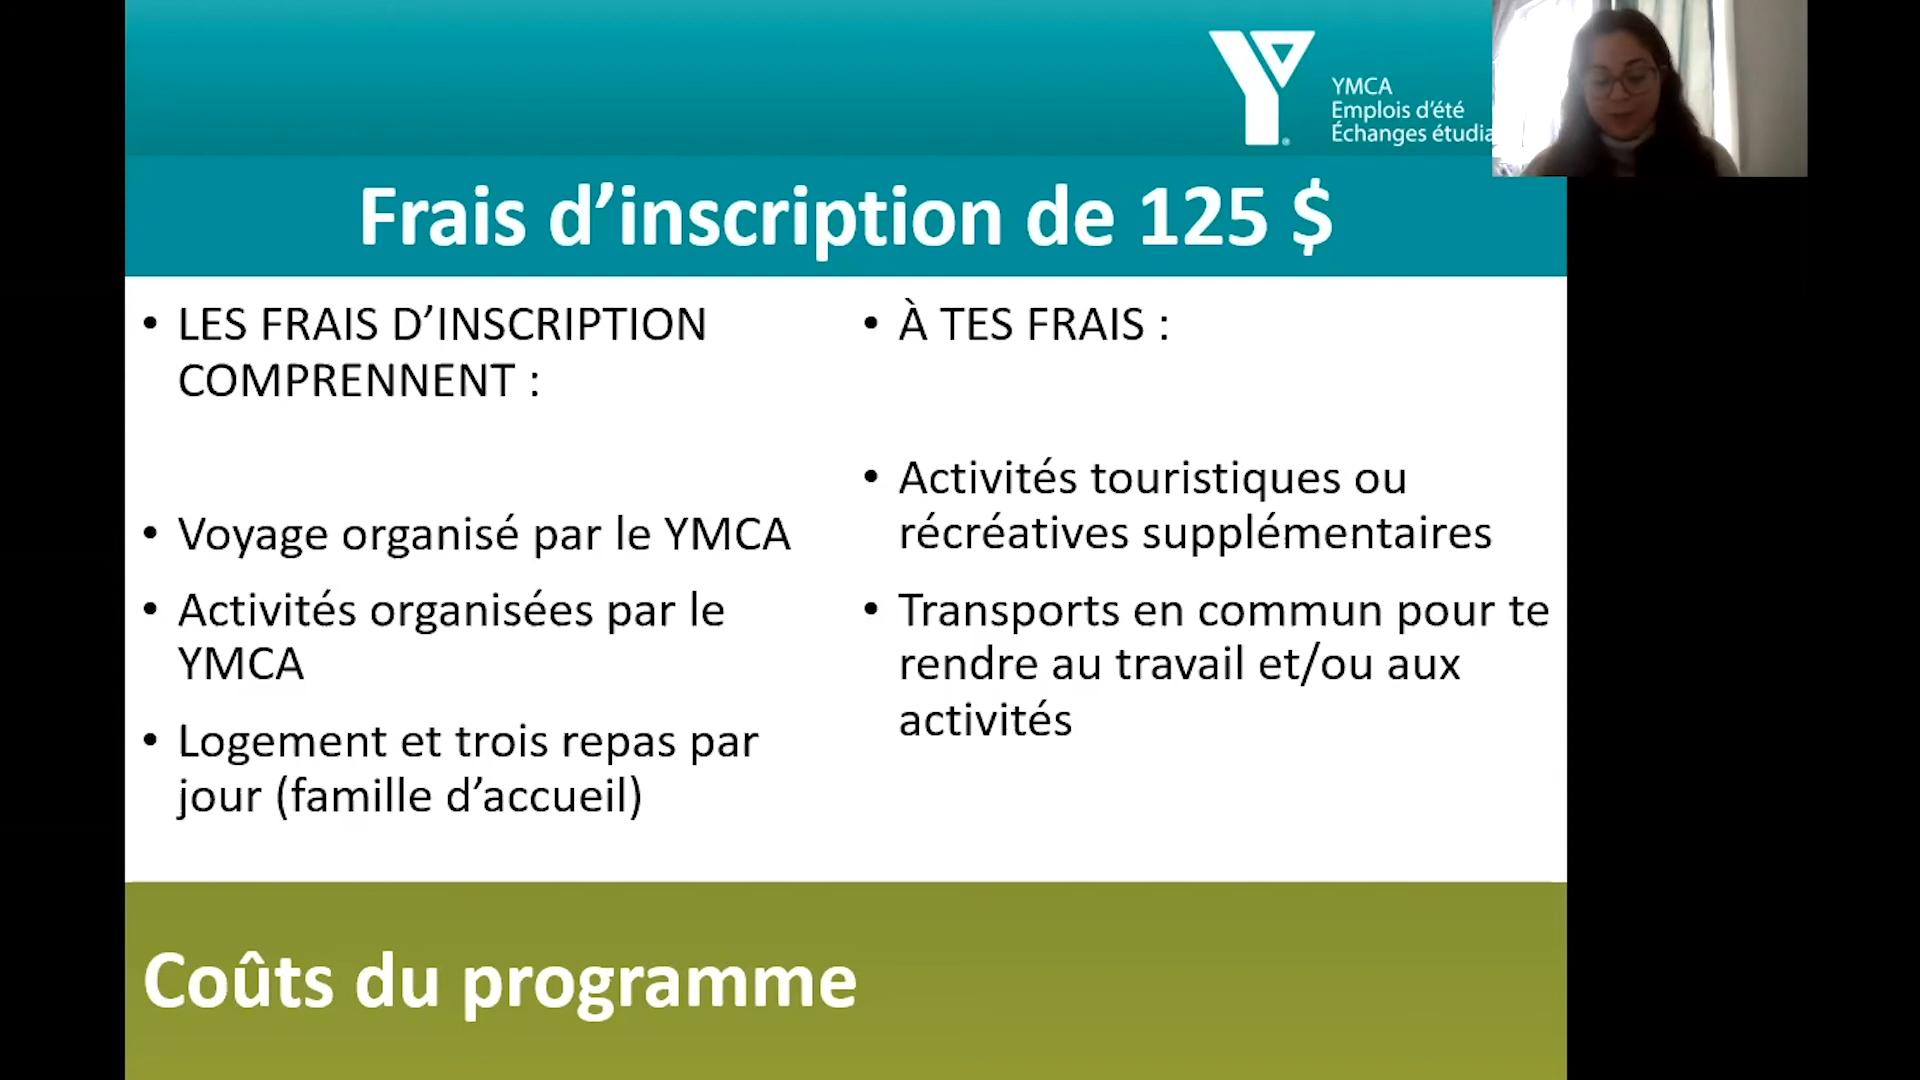 YMCA
Emplois d'été
Échanges
Frais d'inscription de 125 $
• LES FRAIS D'INSCRIPTION
COMPRENNENT :
• Voyage organisé par le YMCA
• Activités organisées par le
YMCA
• Logement et trois repas par
jour (famille d'accueil)
• À TES FRAIS :
• Activités touristiques ou
récréatives supplémentaires
• Transports en commun pour te
rendre au travail et/ou aux
activités
Coûts du programme